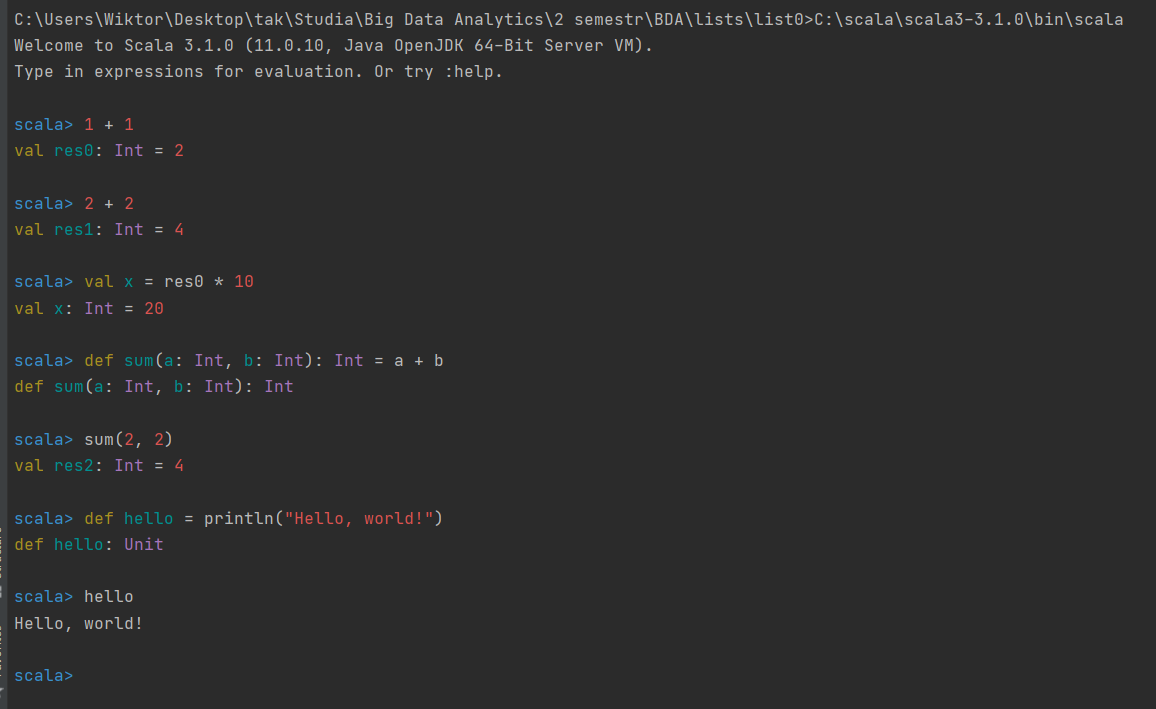 C:\Users\Wiktor\Desktop\tak\Studia\Big Data Analytics\2 semestr\BDA\lists\list0>C:\scala\scala3-3.1.0\bin\scala
Welcome to Scala 3.1.0 (11.0.10, Java OpenJDK 64-Bit Server VM).
Type in expressions for evaluation. Or try :help.
scala> 1 + 1
val res0: Int = 2
scala> 2 + 2
val res1: Int = 4
scala> val x = res0 * 10
val x: Int = 20
scala> def sum(a: Int, b: Int): Int = a + b
def sum(a: Int, b: Int): Int
scala> sum(2, 2)
val res2: Int = 4
scala> def hello = println("Hello, world!")
def hello: Unit
scala> hello
Hello, world!
scala>